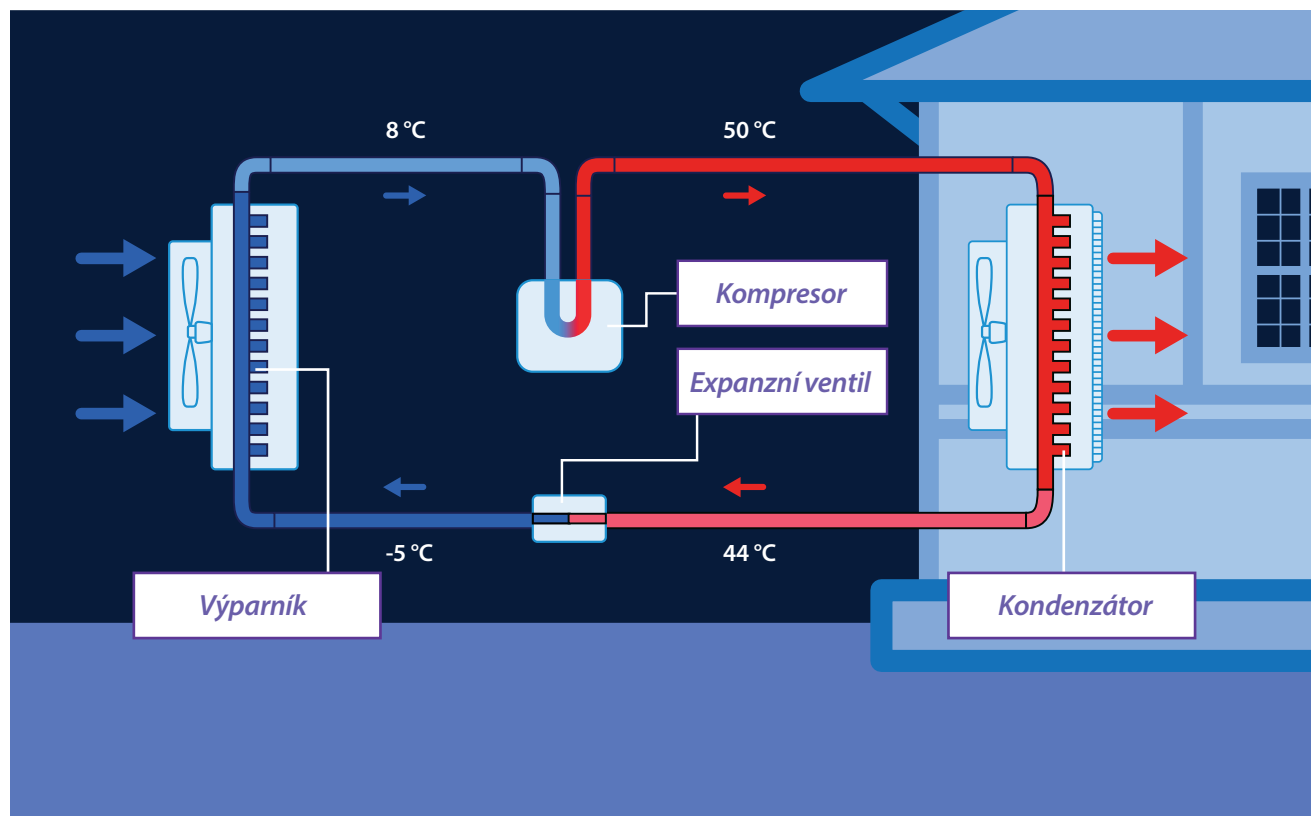 8 °C
50 °C
Kompresor
Expanzní ventil
-5 °C
44 °C
Výparník
Kondenzátor